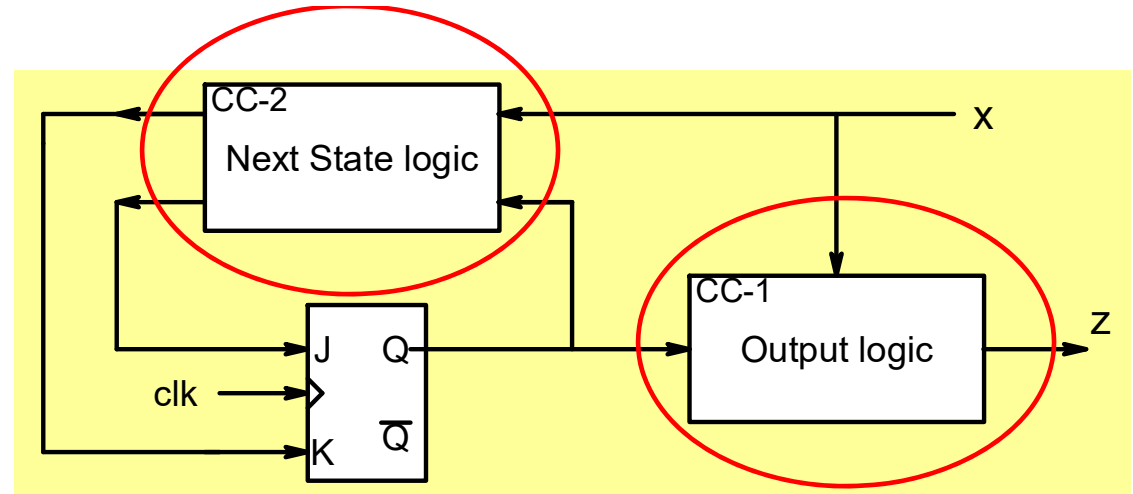 CC-2
Next State logic
x
CC-1
Output logic
z
J
Q
clk
K
Q̅